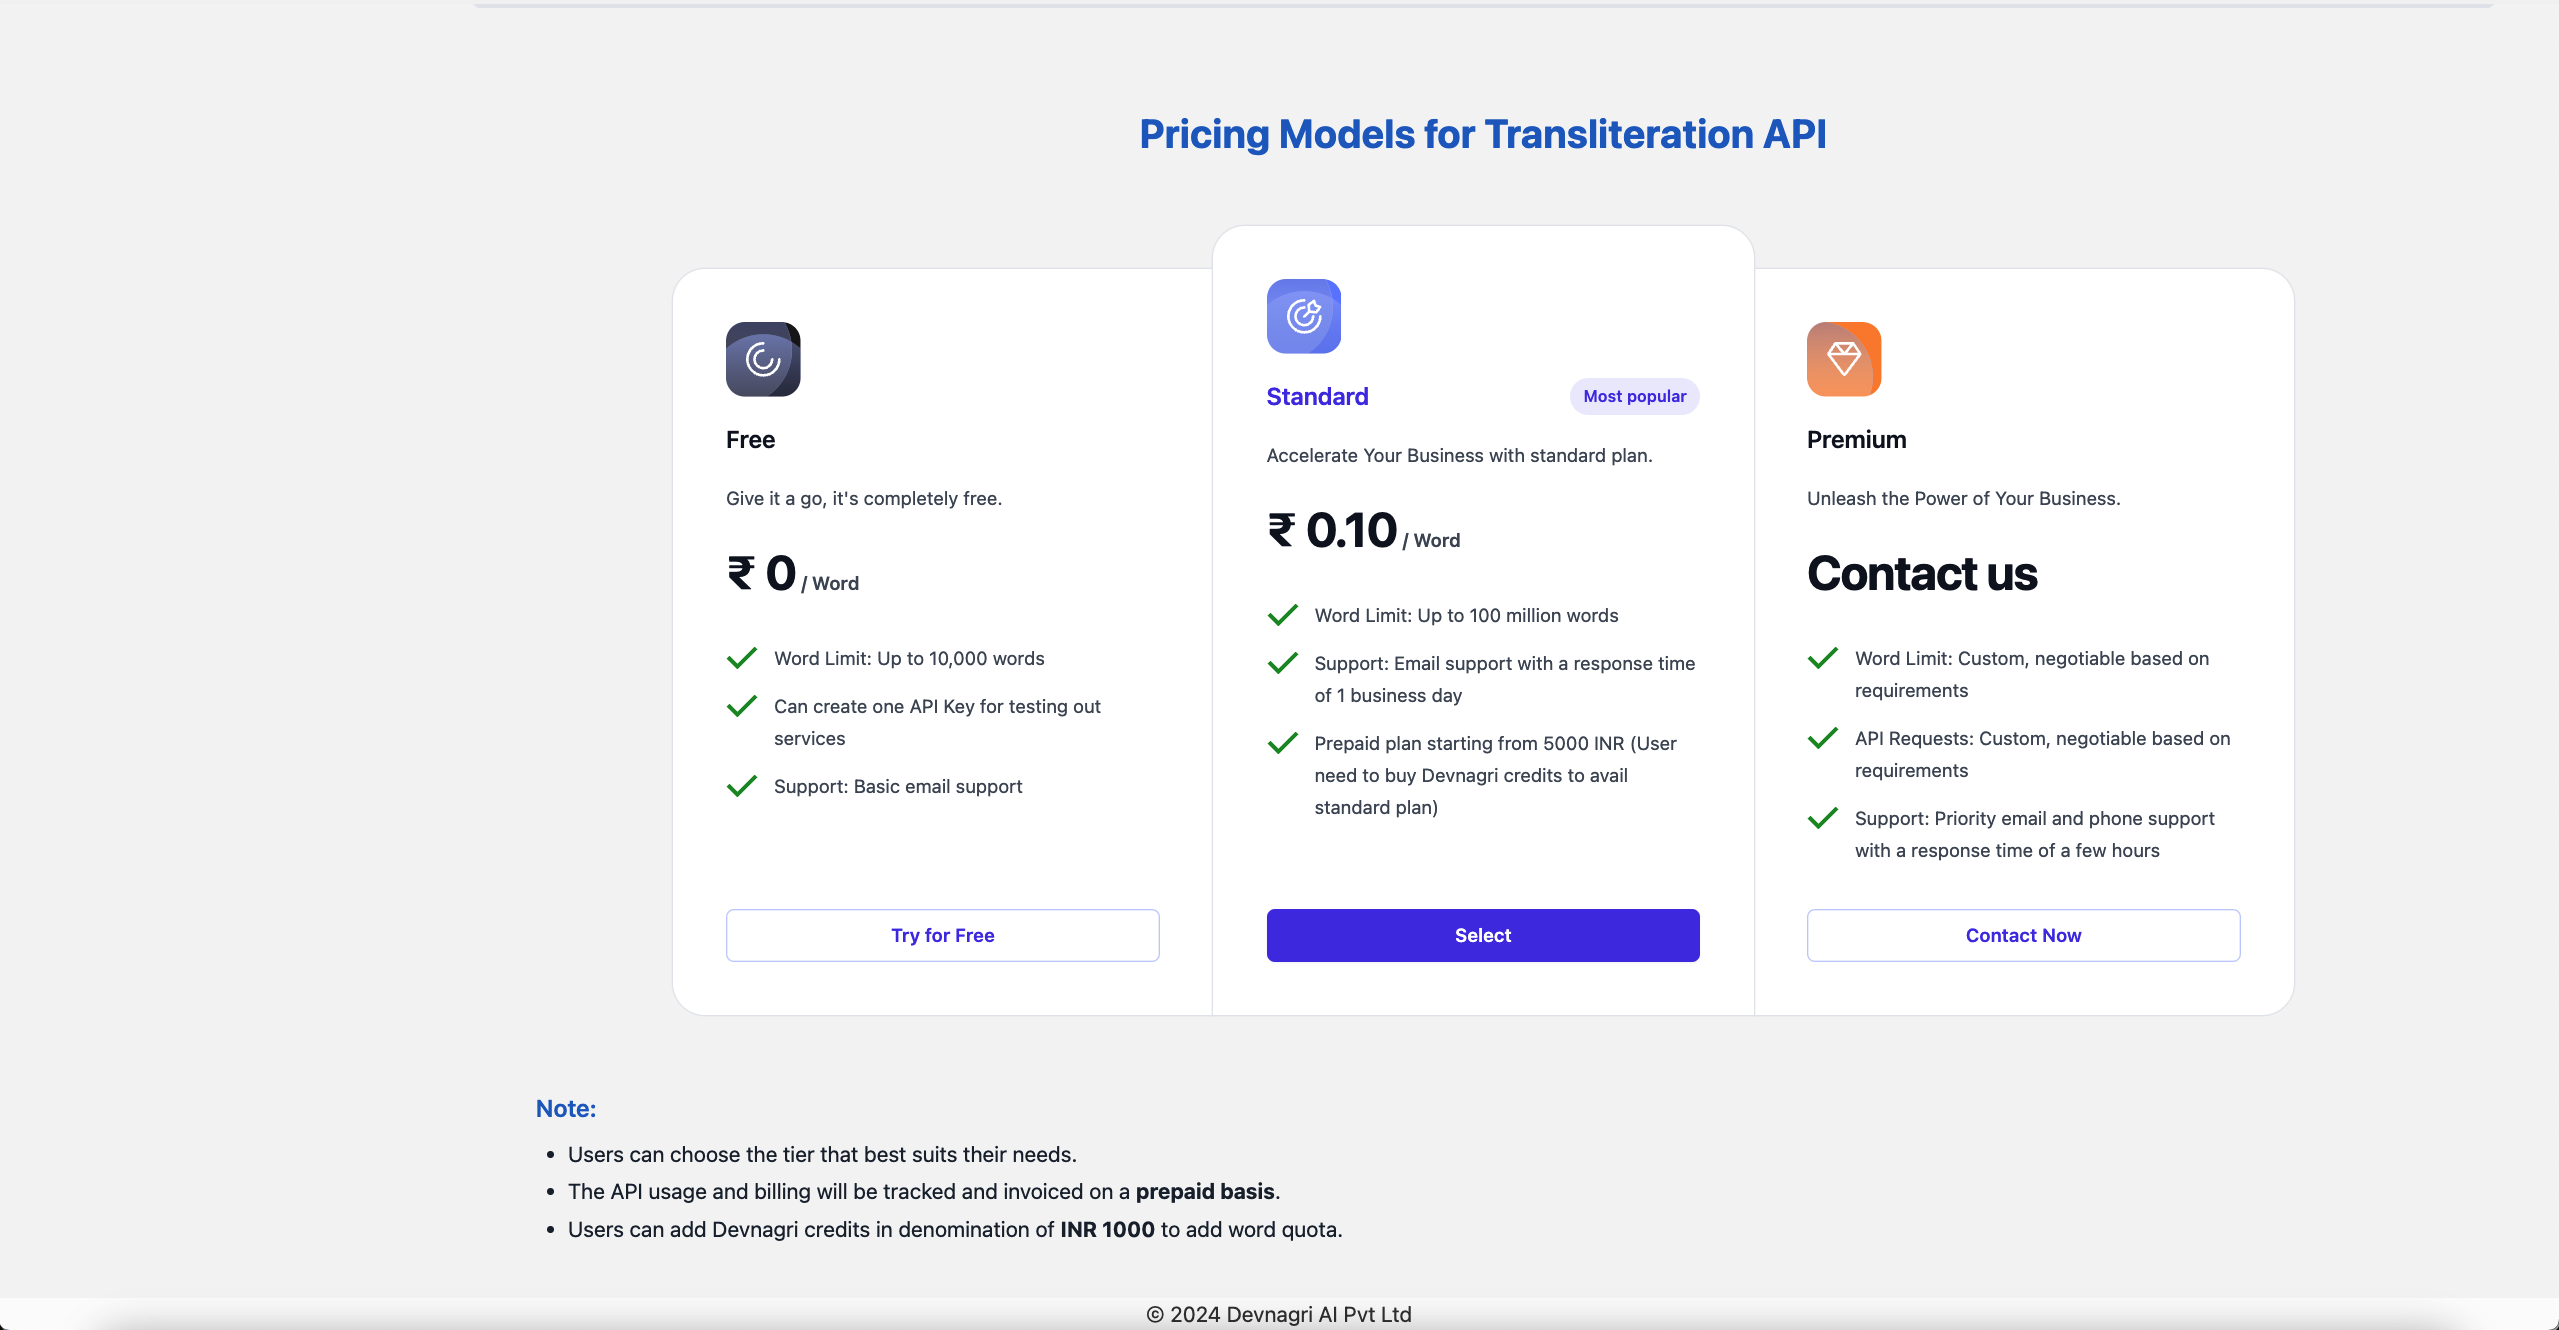 Pricing Models for Transliteration API
Free
Give it a go, it's completely free.
₹ 0 / Word
Word Limit: Up to 10,000 words
Can create one API Key for testing out
services
Support: Basic email support
Try for Free
Standard
Most popular
Accelerate Your Business with standard plan.
₹ 0.10 / Word
Word Limit: Up to 100 million words
Support: Email support with a response time
of 1 business day
Prepaid plan starting from 5000 INR (User
need to buy Devnagri credits to avail
standard plan)
Select
Premium
Unleash the Power of Your Business.
Contact us
Word Limit: Custom, negotiable based on
requirements
API Requests: Custom, negotiable based on
requirements
Support: Priority email and phone support
with a response time of a few hours
Contact Now
Note:
• Users can choose the tier that best suits their needs.
• The API usage and billing will be tracked and invoiced on a prepaid basis.
• Users can add Devnagri credits in denomination of INR 1000 to add word quota.
© 2024 Devnagri AI Pvt Ltd